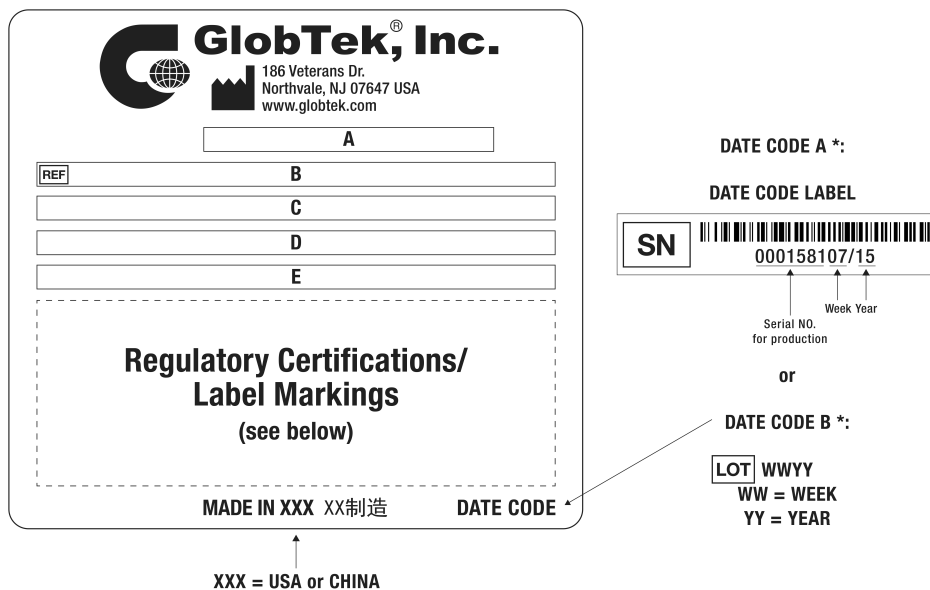 GlobTek,® Inc.
186 Veterans Dr.
Northvale, NJ 07647 USA
www.globtek.com
A
REF B
C
D
E
Regulatory Certifications/
Label Markings
(see below)
MADE IN XXX XX制造 DATE CODE
XXX = USA or CHINA
DATE CODE A *:
DATE CODE LABEL
SN
000158107/15
Week Year
Serial NO.
for production
or
DATE CODE B *:
LOT WWYY
WW = WEEK
YY = YEAR